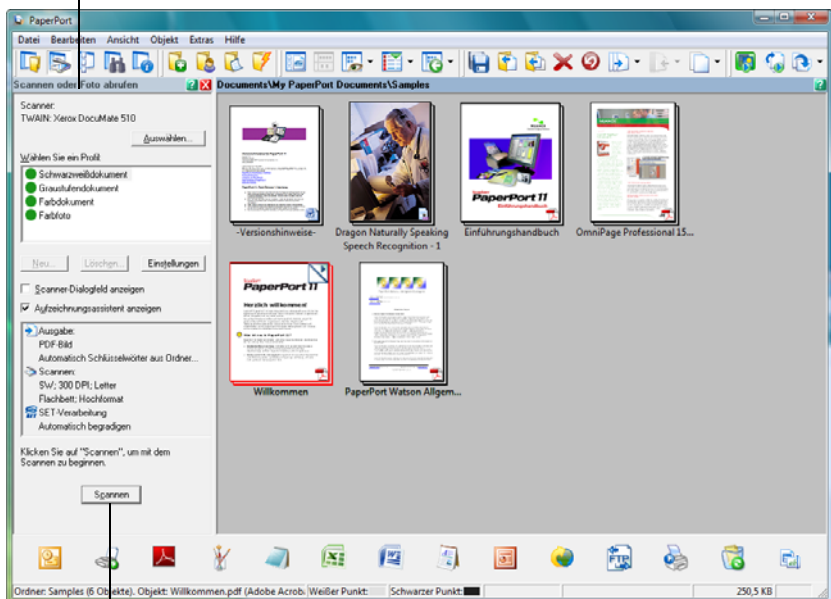 PaperPort
Datei Bearbeiten Ansicht Objekt Extras Hilfe
Scannen oder Foto abrufen
Documents\My PaperPort Documents\Samples
Scanner:
TWAIN: Xerox DocuMate 510
Auswählen...
Wählen Sie ein Profil:
Schwarzweißdokument
Graustufendokument
Farbdokument
Farbfoto
Neu... Löschen... Einstellungen
Scanner-Dialogfeld anzeigen
Aufzeichnungsassistent anzeigen
Ausgabe:
PDF-Bild
Automatisch Schlüsselwörter aus Ordner...
Scannen:
SW; 300 DPI; Letter
Flachbett; Hochformat
SET-Verarbeitung
Automatisch begradigen
Klicken Sie auf "Scannen", um mit dem
Scannen zu beginnen.
Scannen
PaperPort 11
Einführungshandbuch
-Versionshinweise-
Dragon Naturally Speaking
Speech Recognition - 1
Einführungshandbuch
OmniPage Professional 15...
PaperPort 11
Herzlich willkommen!
Willkommen
PaperPort Watson Allgem...
FTP
Ordner: Samples (6 Objekte). Objekt: Willkommen.pdf (Adobe Acrob. Weißer Punkt: Schwarzer Punkt: 250,5 KB